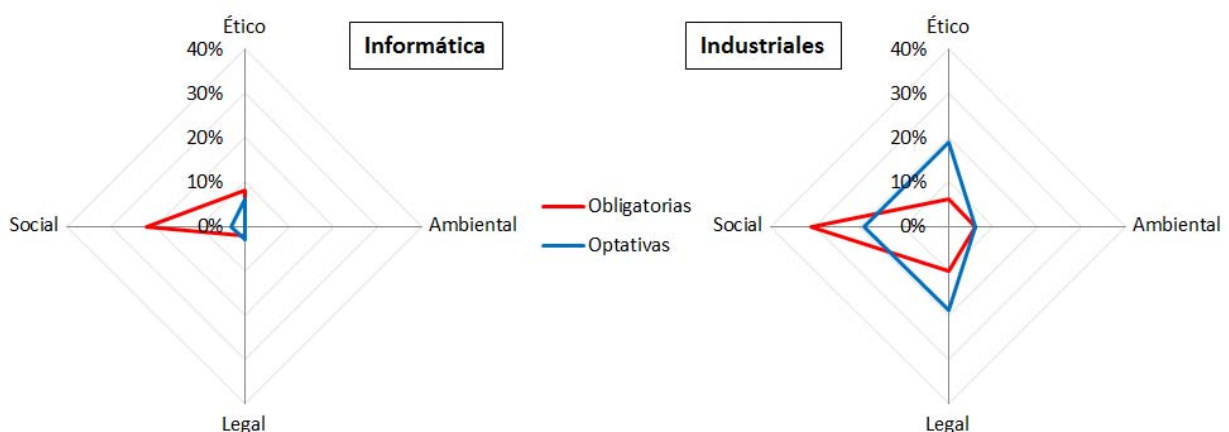 Ético
Informática
40%
30%
20%
10%
0%
Social
Ambiental
Legal
Obligatorias
Optativas
Ético
Industriales
40%
30%
20%
10%
0%
Social
Ambiental
Legal